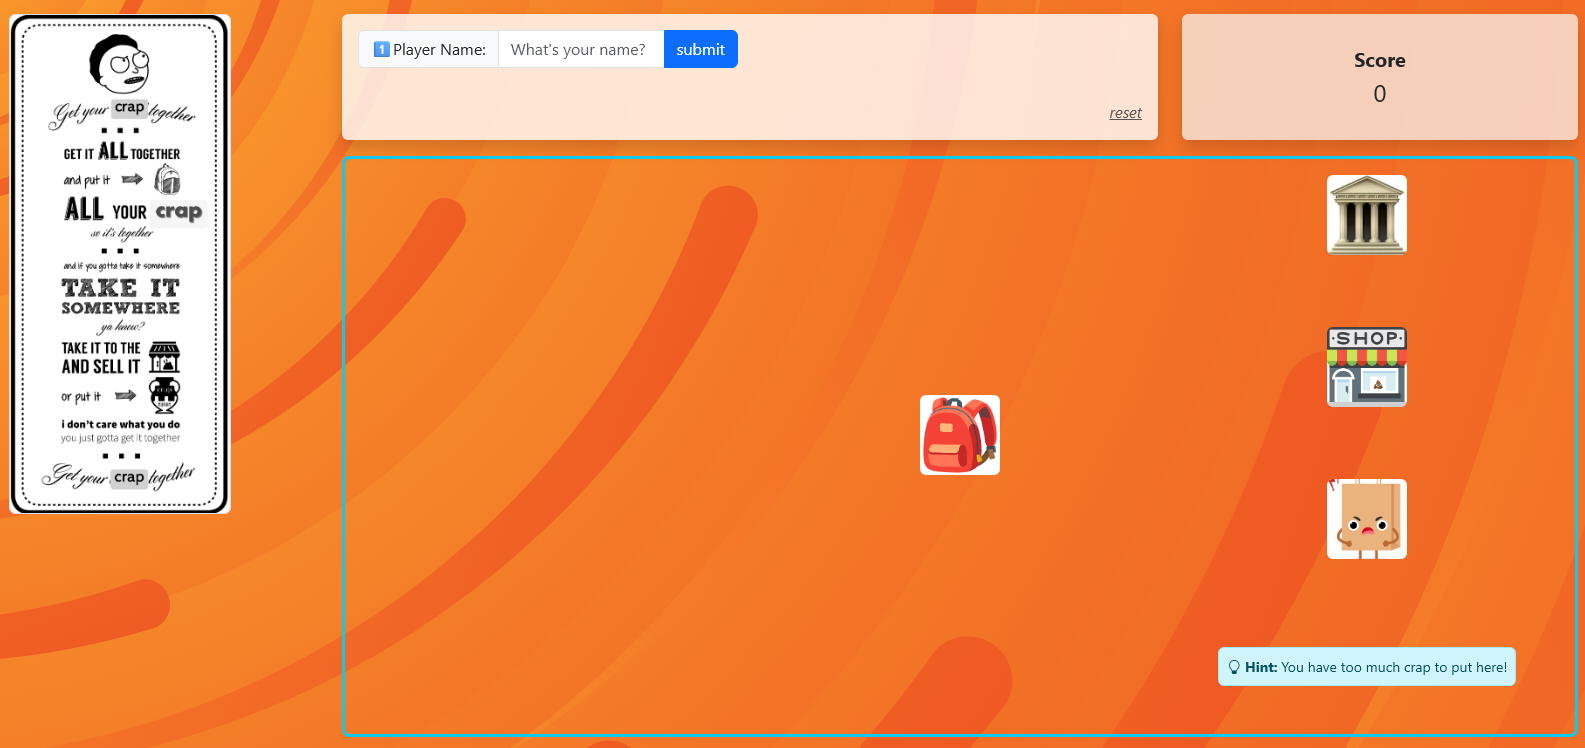 Get your crap together
GET IT ALL TOGETHER
and put it
ALL YOUR crap
so it's together
and if you gotta take it somewhere
TAKE IT
SOMEWHERE
ya know?
TAKE IT TO THE
AND SELL IT
or put it
i don't care what you do
you just gotta get it together
Get your crap together
1 Player Name:
What's your name?
submit
reset
Score
0
SHOP
Hint: You have too much crap to put here!